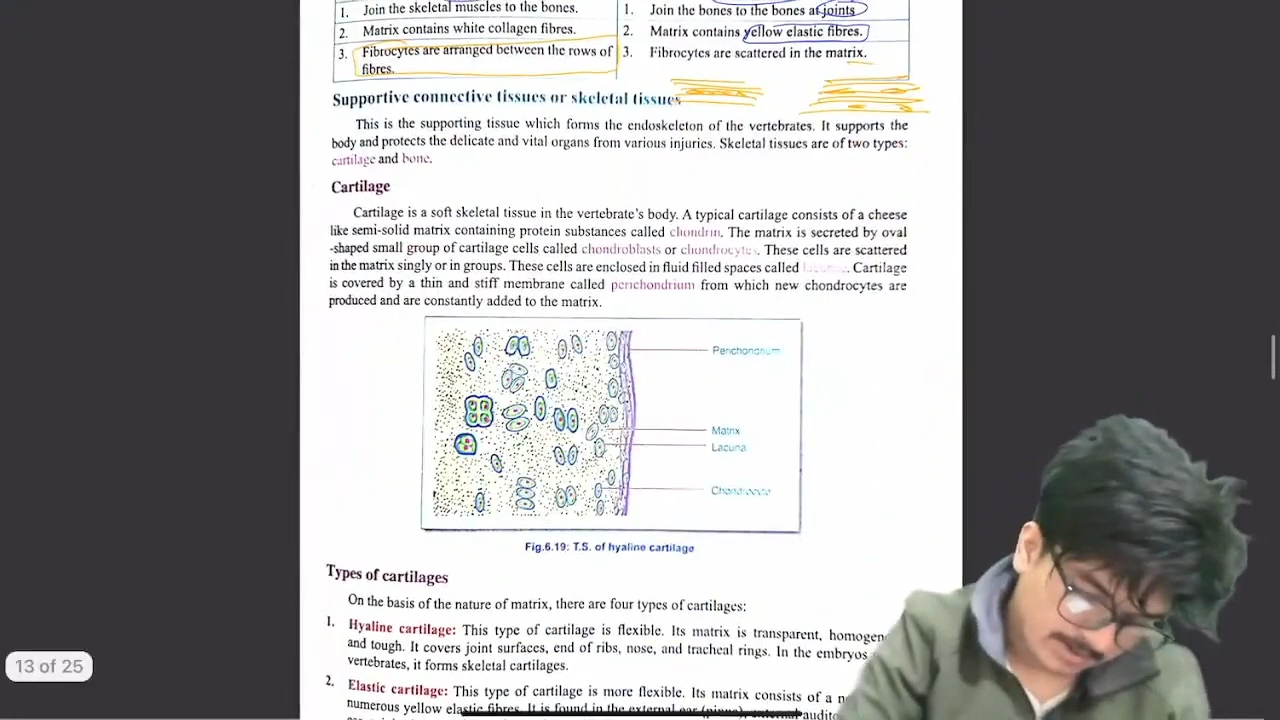 1. Join the skeletal muscles to the bones.
1. Join the bones to the bones at joints
2. Matrix contains white collagen fibres.
2. Matrix contains yellow elastic fibres.
3. Fibrocytes are arranged between the rows of
fibres.
3. Fibrocytes are scattered in the matrix.
Supportive connective tissues or skeletal tissues
This is the supporting tissue which forms the endoskeleton of the vertebrates. It supports the
body and protects the delicate and vital organs from various injuries. Skeletal tissues are of two types:
cartilage and bone.
Cartilage
Cartilage is a soft skeletal tissue in the vertebrate's body. A typical cartilage consists of a cheese
like semi-solid matrix containing protein substances called chondrin. The matrix is secreted by oval
-shaped small group of cartilage cells called chondroblasts or chondrocytes. These cells are scattered
in the matrix singly or in groups. These cells are enclosed in fluid filled spaces called . Cartilage
is covered by a thin and stiff membrane called perichondrium from which new chondrocytes are
produced and are constantly added to the matrix.
Perichondrium
Matrix
Lacuna
Chondrocyte
Fig.6.19: T.S. of hyaline cartilage
Types of cartilages
On the basis of the nature of matrix, there are four types of cartilages:
1. Hyaline cartilage: This type of cartilage is flexible. Its matrix is transparent, homogen
and tough. It covers joint surfaces, end of ribs, nose, and tracheal rings. In the embryos
vertebrates, it forms skeletal cartilages.
2. Elastic cartilage: This type of cartilage is more flexible. Its matrix consists of a n
numerous yellow elastic fibres. It is found in the external ear (pinna), external audito
13 of 25